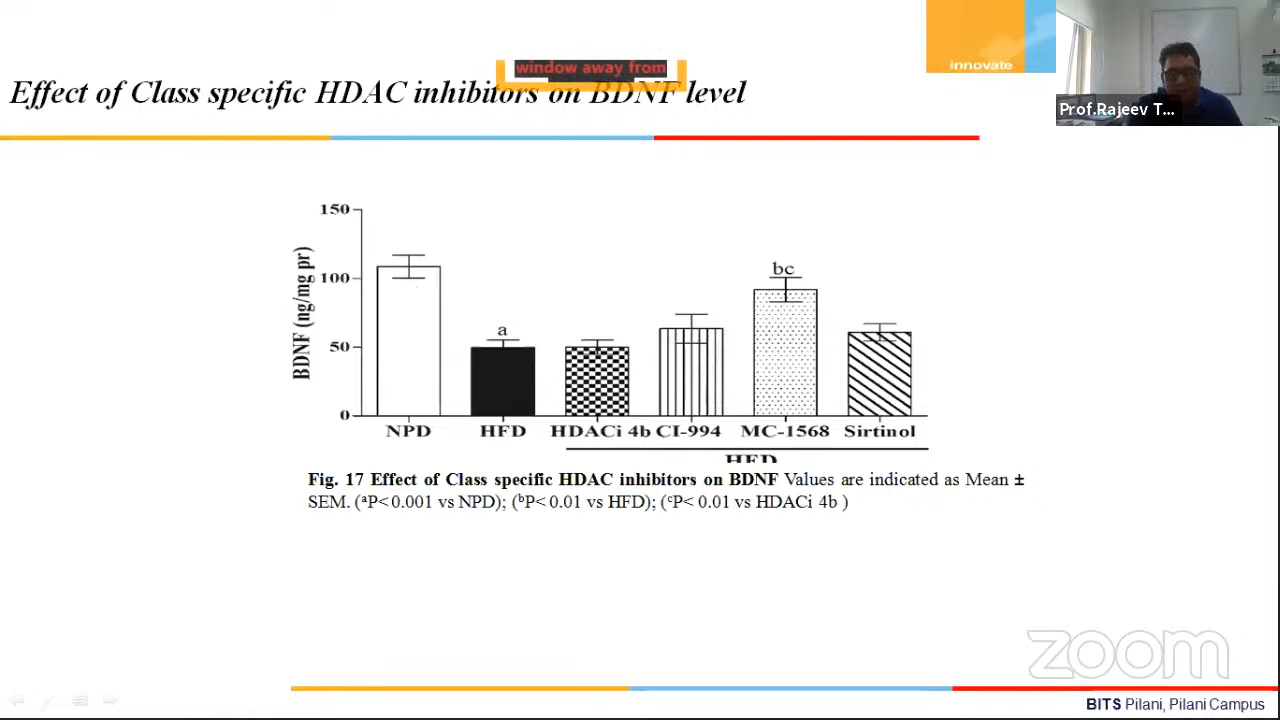 innovate
window away from
Effect of Class specific HDAC inhibitors on BDNF level
Prof.Rajeev T...
150
100
50
0
BDNF (ng/mg pr)
a
bc
NPD HFD HDACi 4b CI-994 MC-1568 Sirtinol
HFD
Fig. 17 Effect of Class specific HDAC inhibitors on BDNF Values are indicated as Mean ±
SEM. (ᵃP< 0.001 vs NPD); (ᵇP< 0.01 vs HFD); (ᶜP< 0.01 vs HDACi 4b )
zoom
BITS Pilani, Pilani Campus